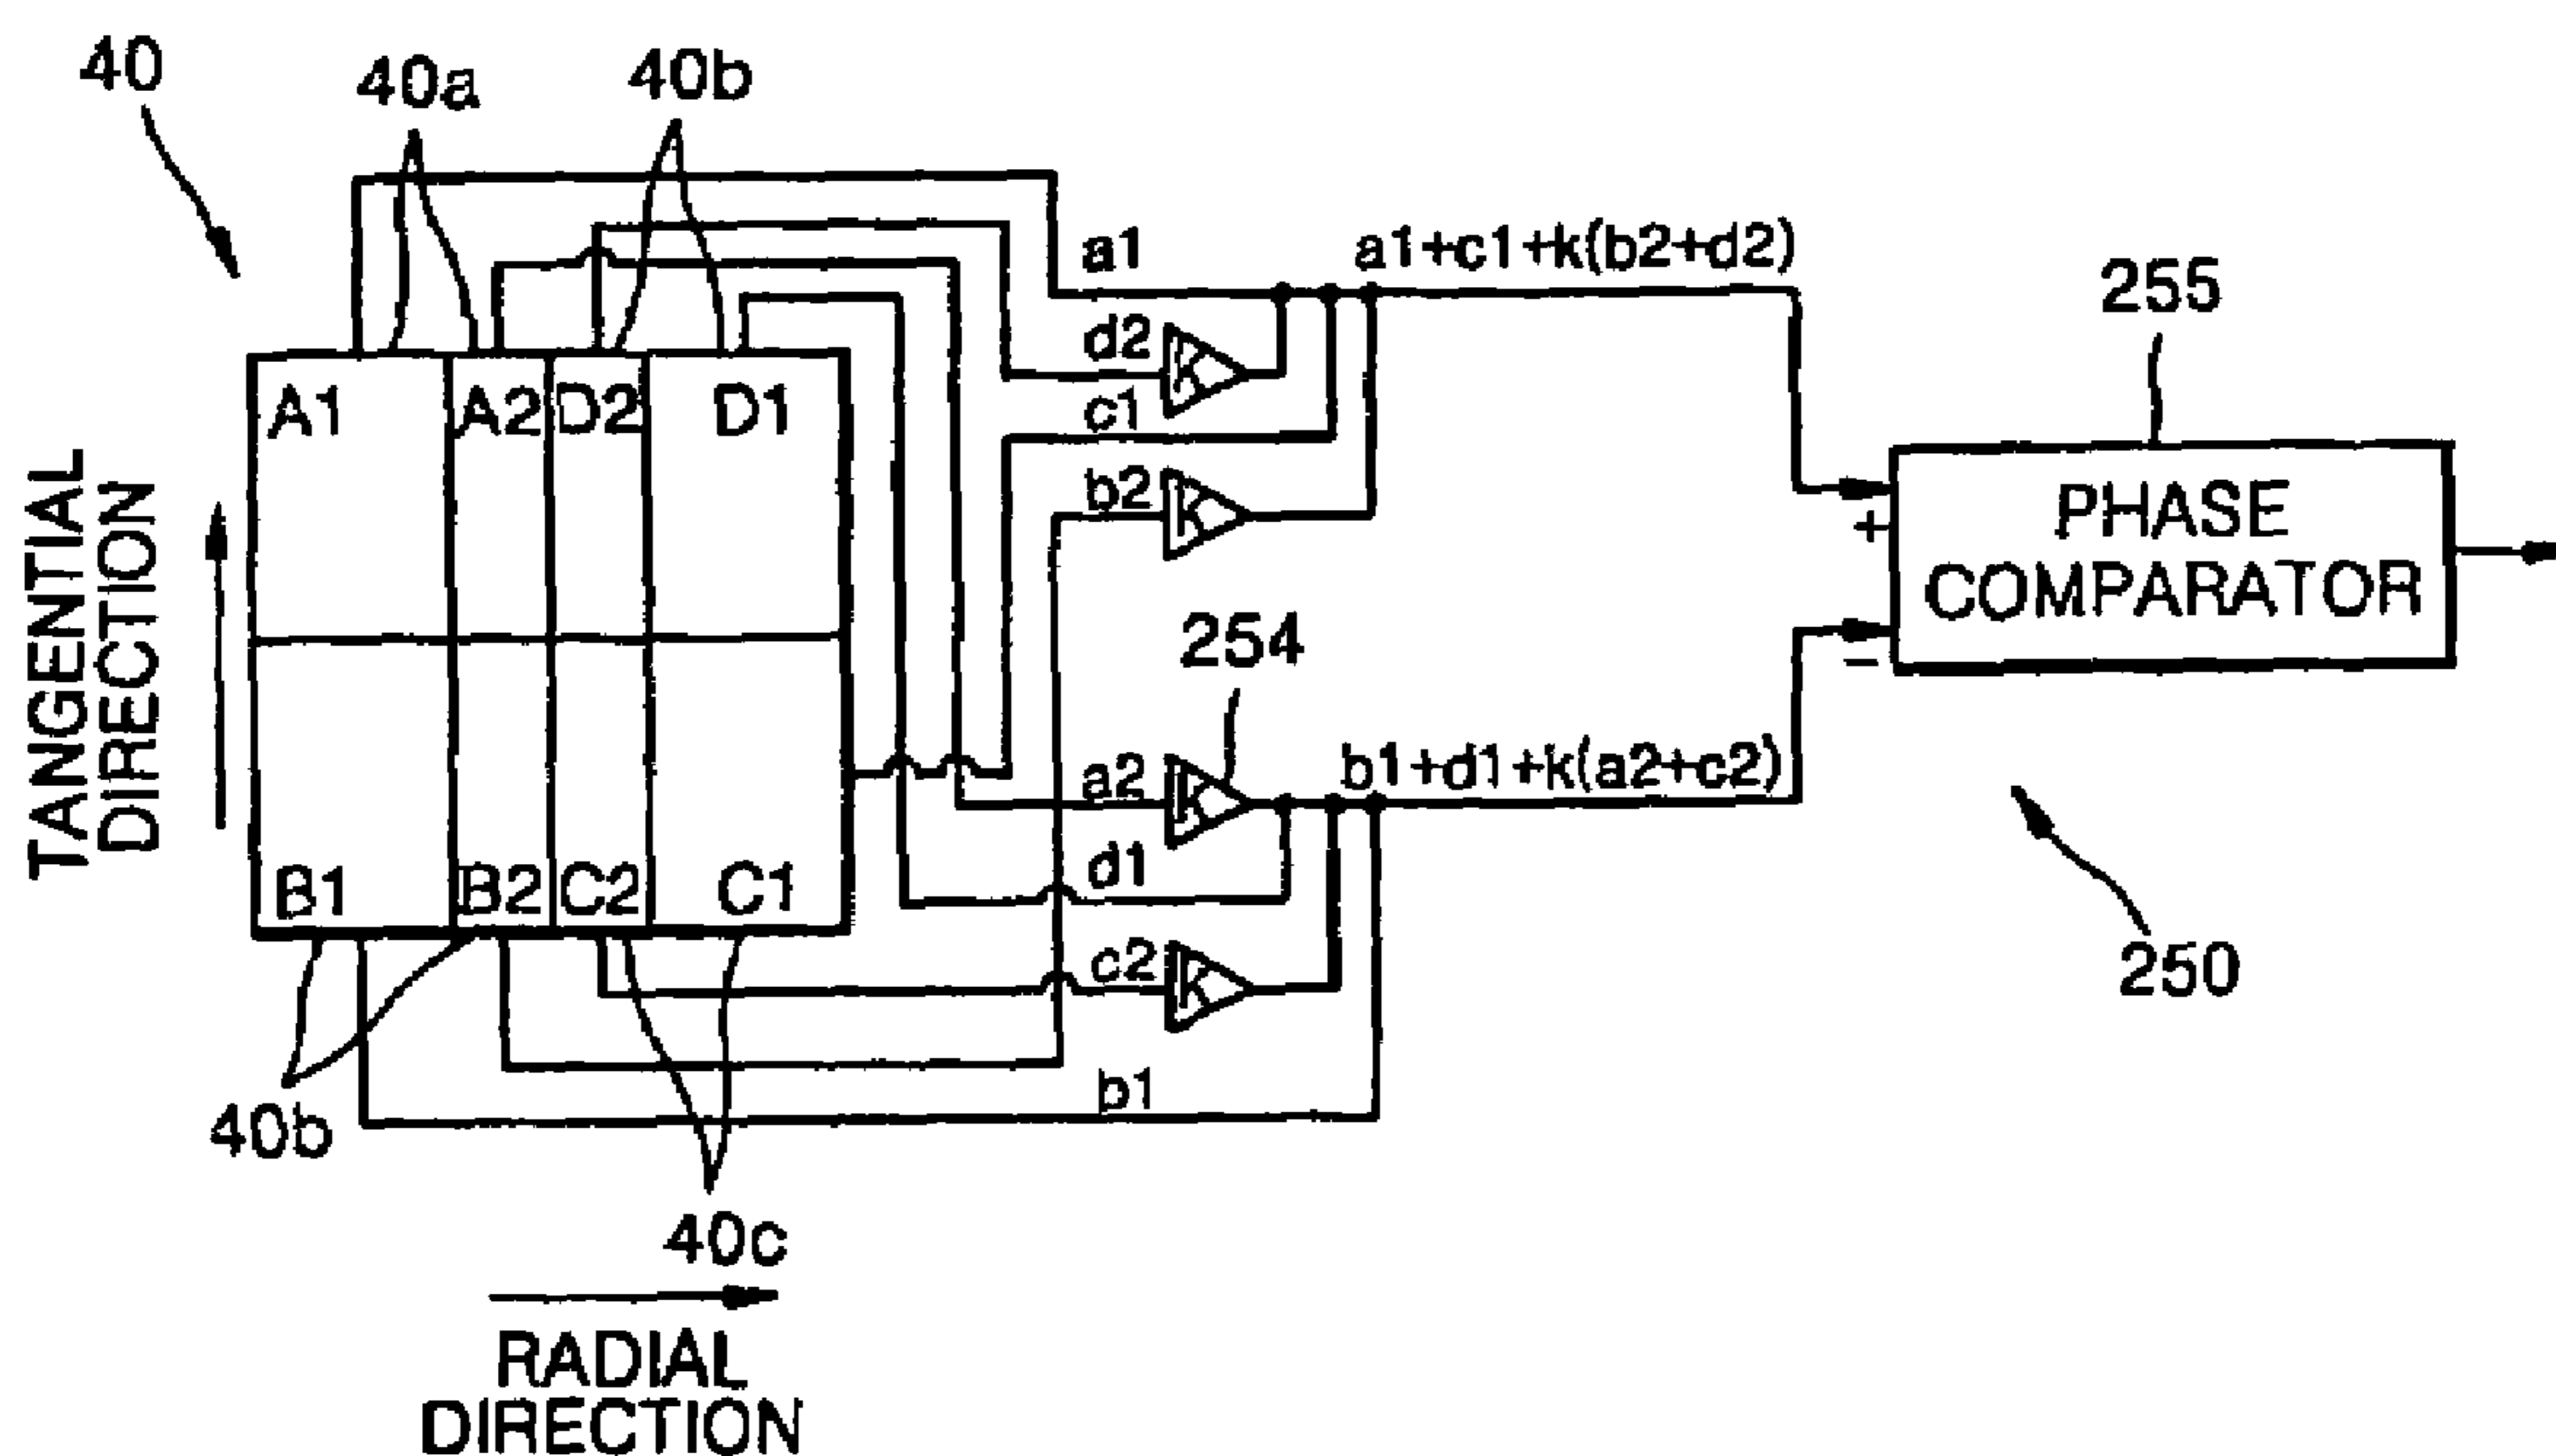 40
40a
40b
a1
a1+c1+k(b2+d2)
255
d2
K
c1
A1
A2
D2
D1
b2
K
+
PHASE
COMPARATOR
TANGENTIAL
DIRECTION
254
−
a2
K
b1+d1+k(a2+c2)
d1
B1
B2
C2
C1
c2
K
250
b1
40b
40c
RADIAL
DIRECTION